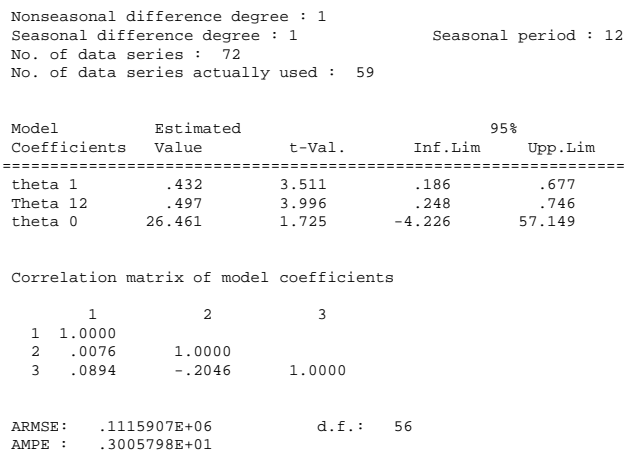 Nonseasonal difference degree : 1
Seasonal difference degree : 1 Seasonal period : 12
No. of data series : 72
No. of data series actually used : 59
Model Estimated 95%
Coefficients Value t-Val. Inf.Lim Upp.Lim
=================================================================
theta 1 .432 3.511 .186 .677
Theta 12 .497 3.996 .248 .746
theta 0 26.461 1.725 -4.226 57.149
Correlation matrix of model coefficients
1 2 3
1 1.0000
2 .0076 1.0000
3 .0894 -.2046 1.0000
ARMSE: .1115907E+06 d.f.: 56
AMPE : .3005798E+01